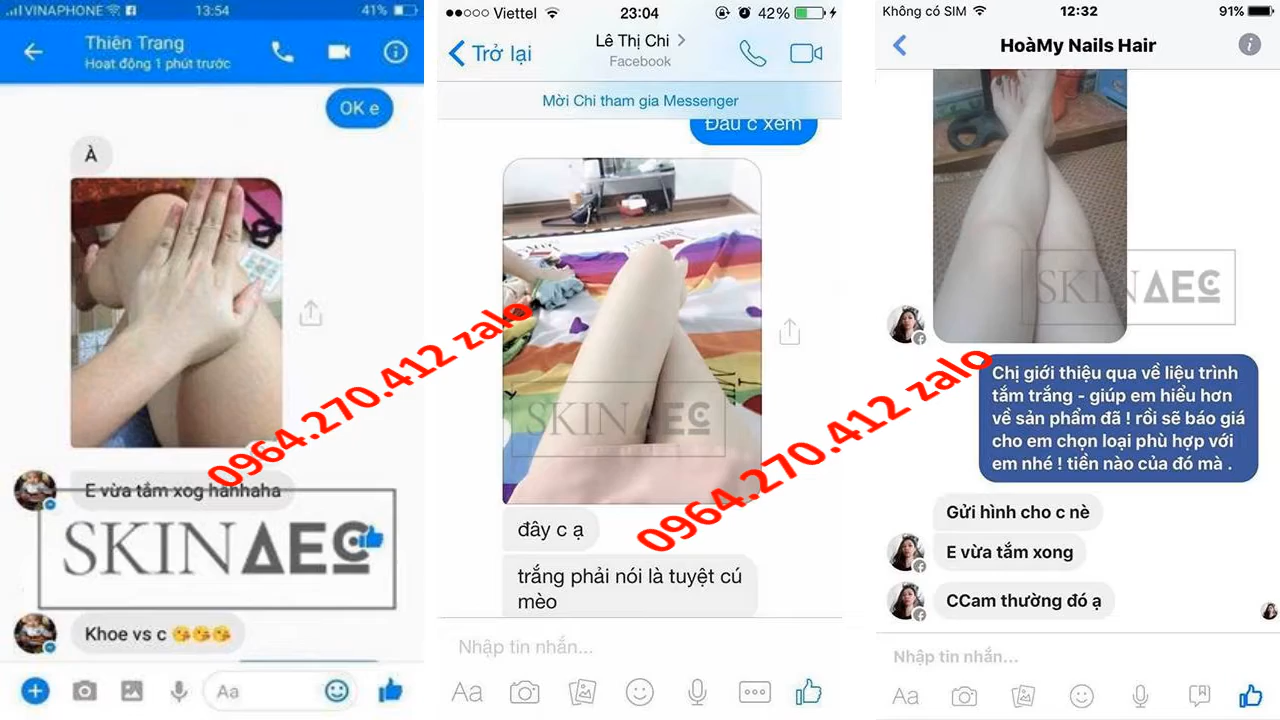 VINAPHONE
13:54
41%
Thiên Trang
Hoạt động 1 phút trước
OK e
À
E vừa tắm xog hahhaha
SKINAEC
Khoe vs c 😘😘😘
Aa
Viettel
23:04
42%
Trở lại
Lê Thị Chi
Facebook
Mời Chi tham gia Messenger
Đâu c xem
SKINAEC
đây c ạ
trắng phải nói là tuyệt cú
mèo
Nhập tin nhắn...
Aa
0964.270.412 zalo
Không có SIM
12:32
91%
HoàMy Nails Hair
SKINAEC
Chị giới thiệu qua về liệu trình
tắm trắng - giúp em hiểu hơn
về sản phẩm đã ! rồi sẽ báo giá
cho em chọn loại phù hợp với
em nhé ! tiền nào của đó mà .
Gửi hình cho c nè
E vừa tắm xong
CCam thường đó ạ
Nhập tin nhắn...
Aa
0964.270.412 zalo